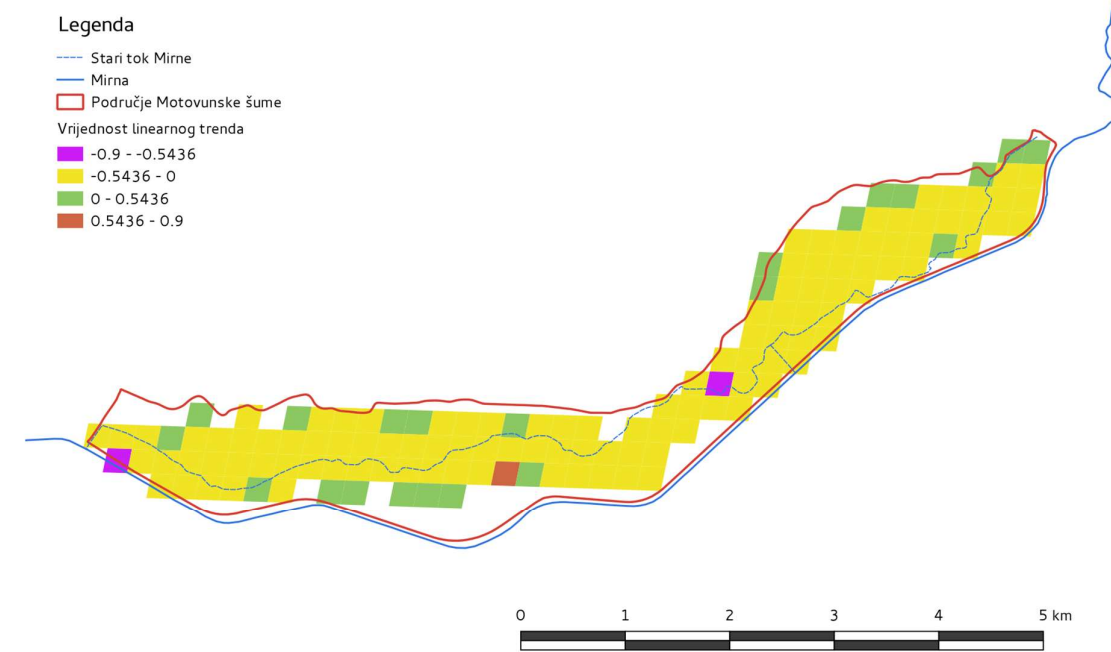 Legenda
Stari tok Mirne
Mirna
Područje Motovunske šume
Vrijednost linearnog trenda
-0.9 - -0.5436
-0.5436 - 0
0 - 0.5436
0.5436 - 0.9
0 1 2 3 4 5 km